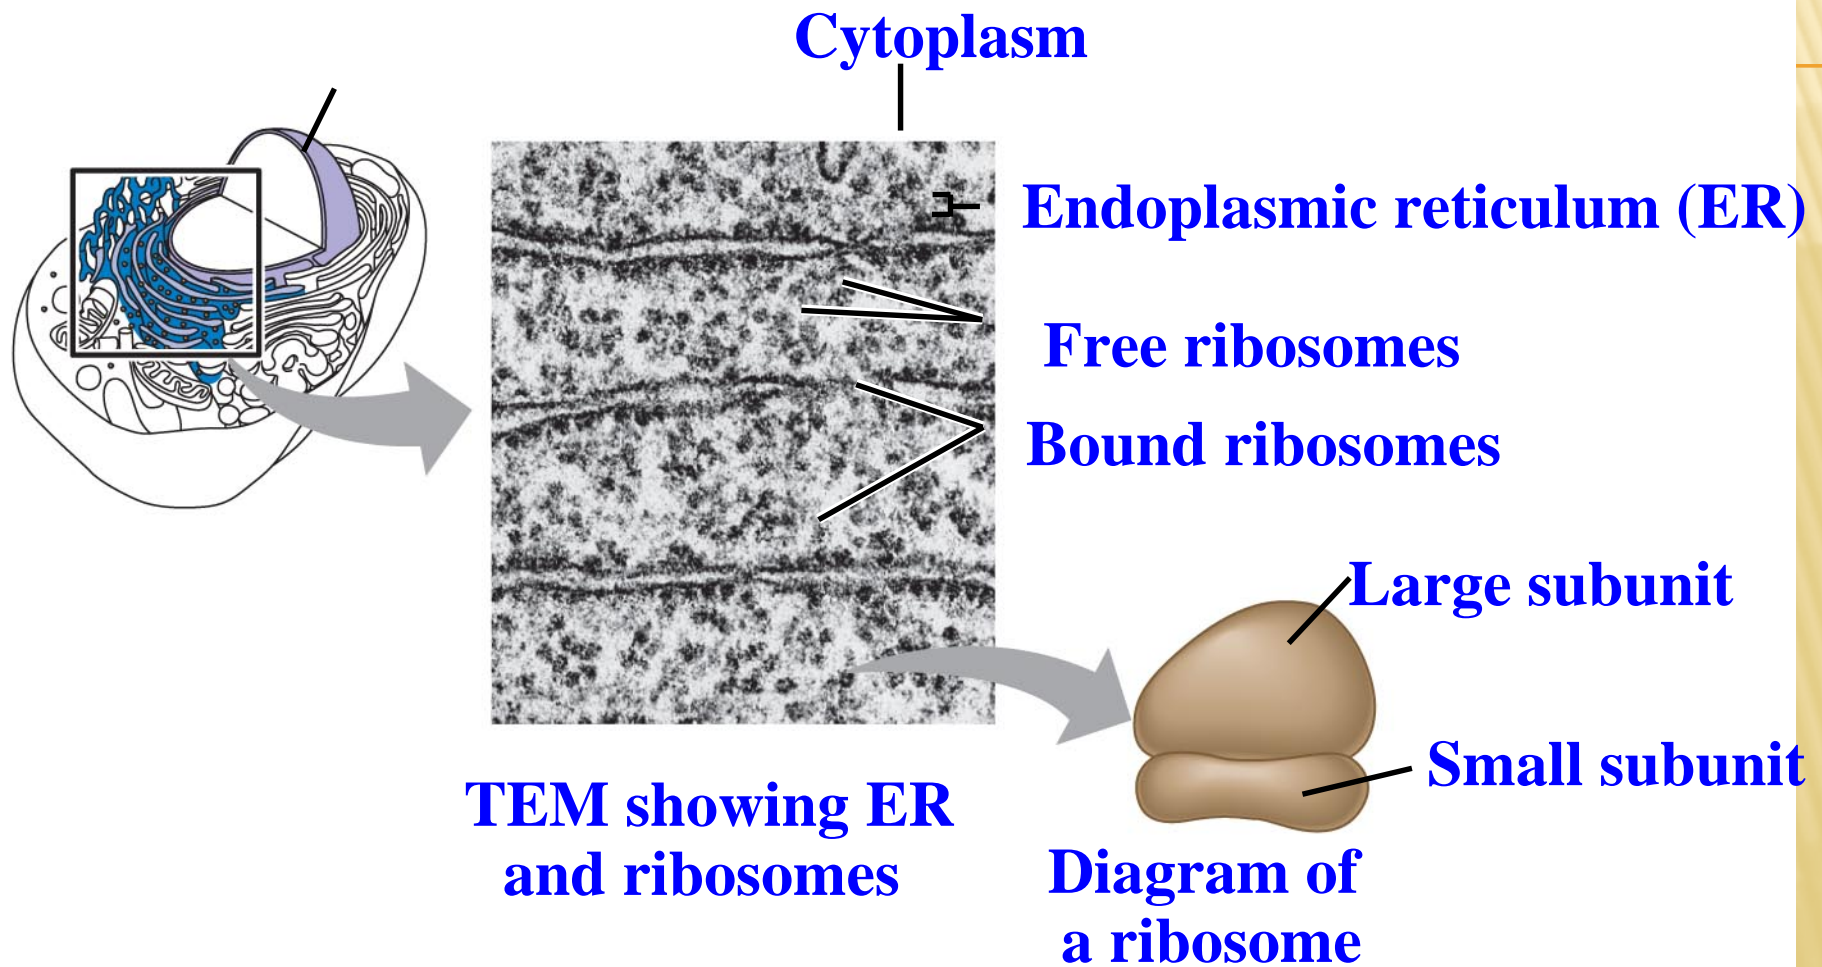 Cytoplasm
Endoplasmic reticulum (ER)
Free ribosomes
Bound ribosomes
Large subunit
Small subunit
TEM showing ER
and ribosomes
Diagram of
a ribosome